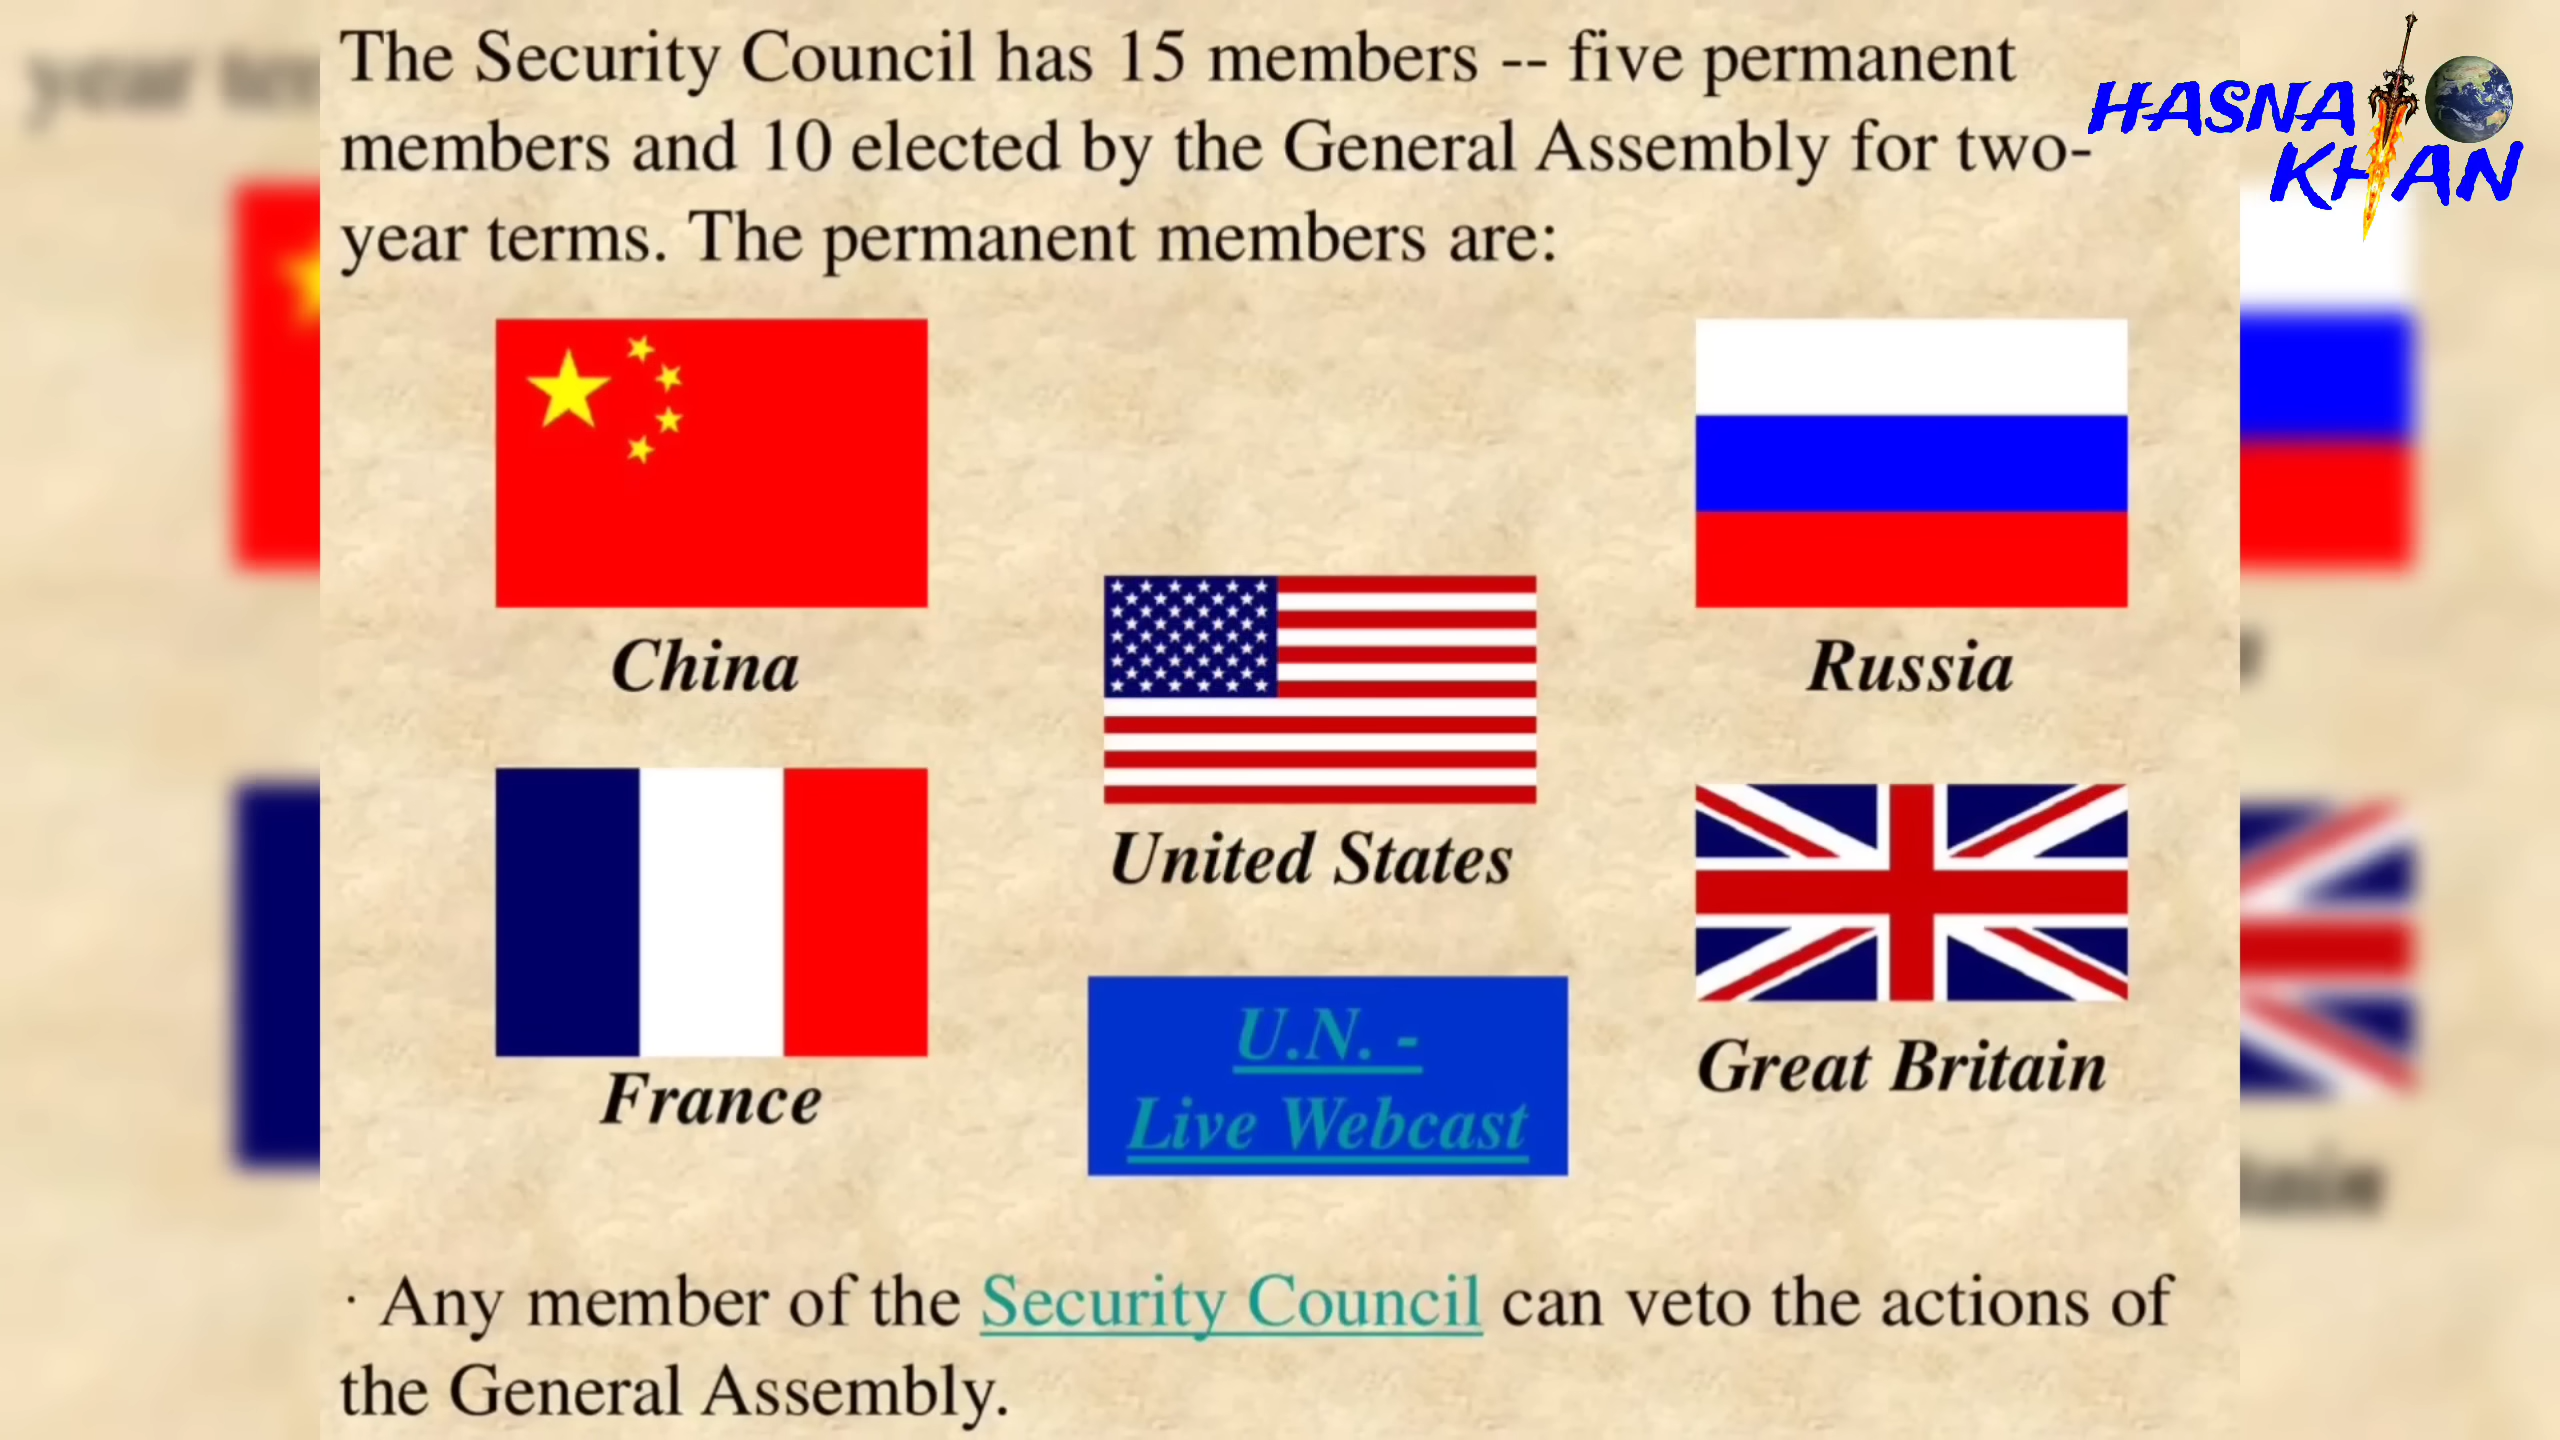 The Security Council has 15 members -- five permanent
members and 10 elected by the General Assembly for two-
year terms. The permanent members are:
HASNA
KHAN
China
Russia
United States
France
Great Britain
U.N. -
Live Webcast
· Any member of the Security Council can veto the actions of
the General Assembly.